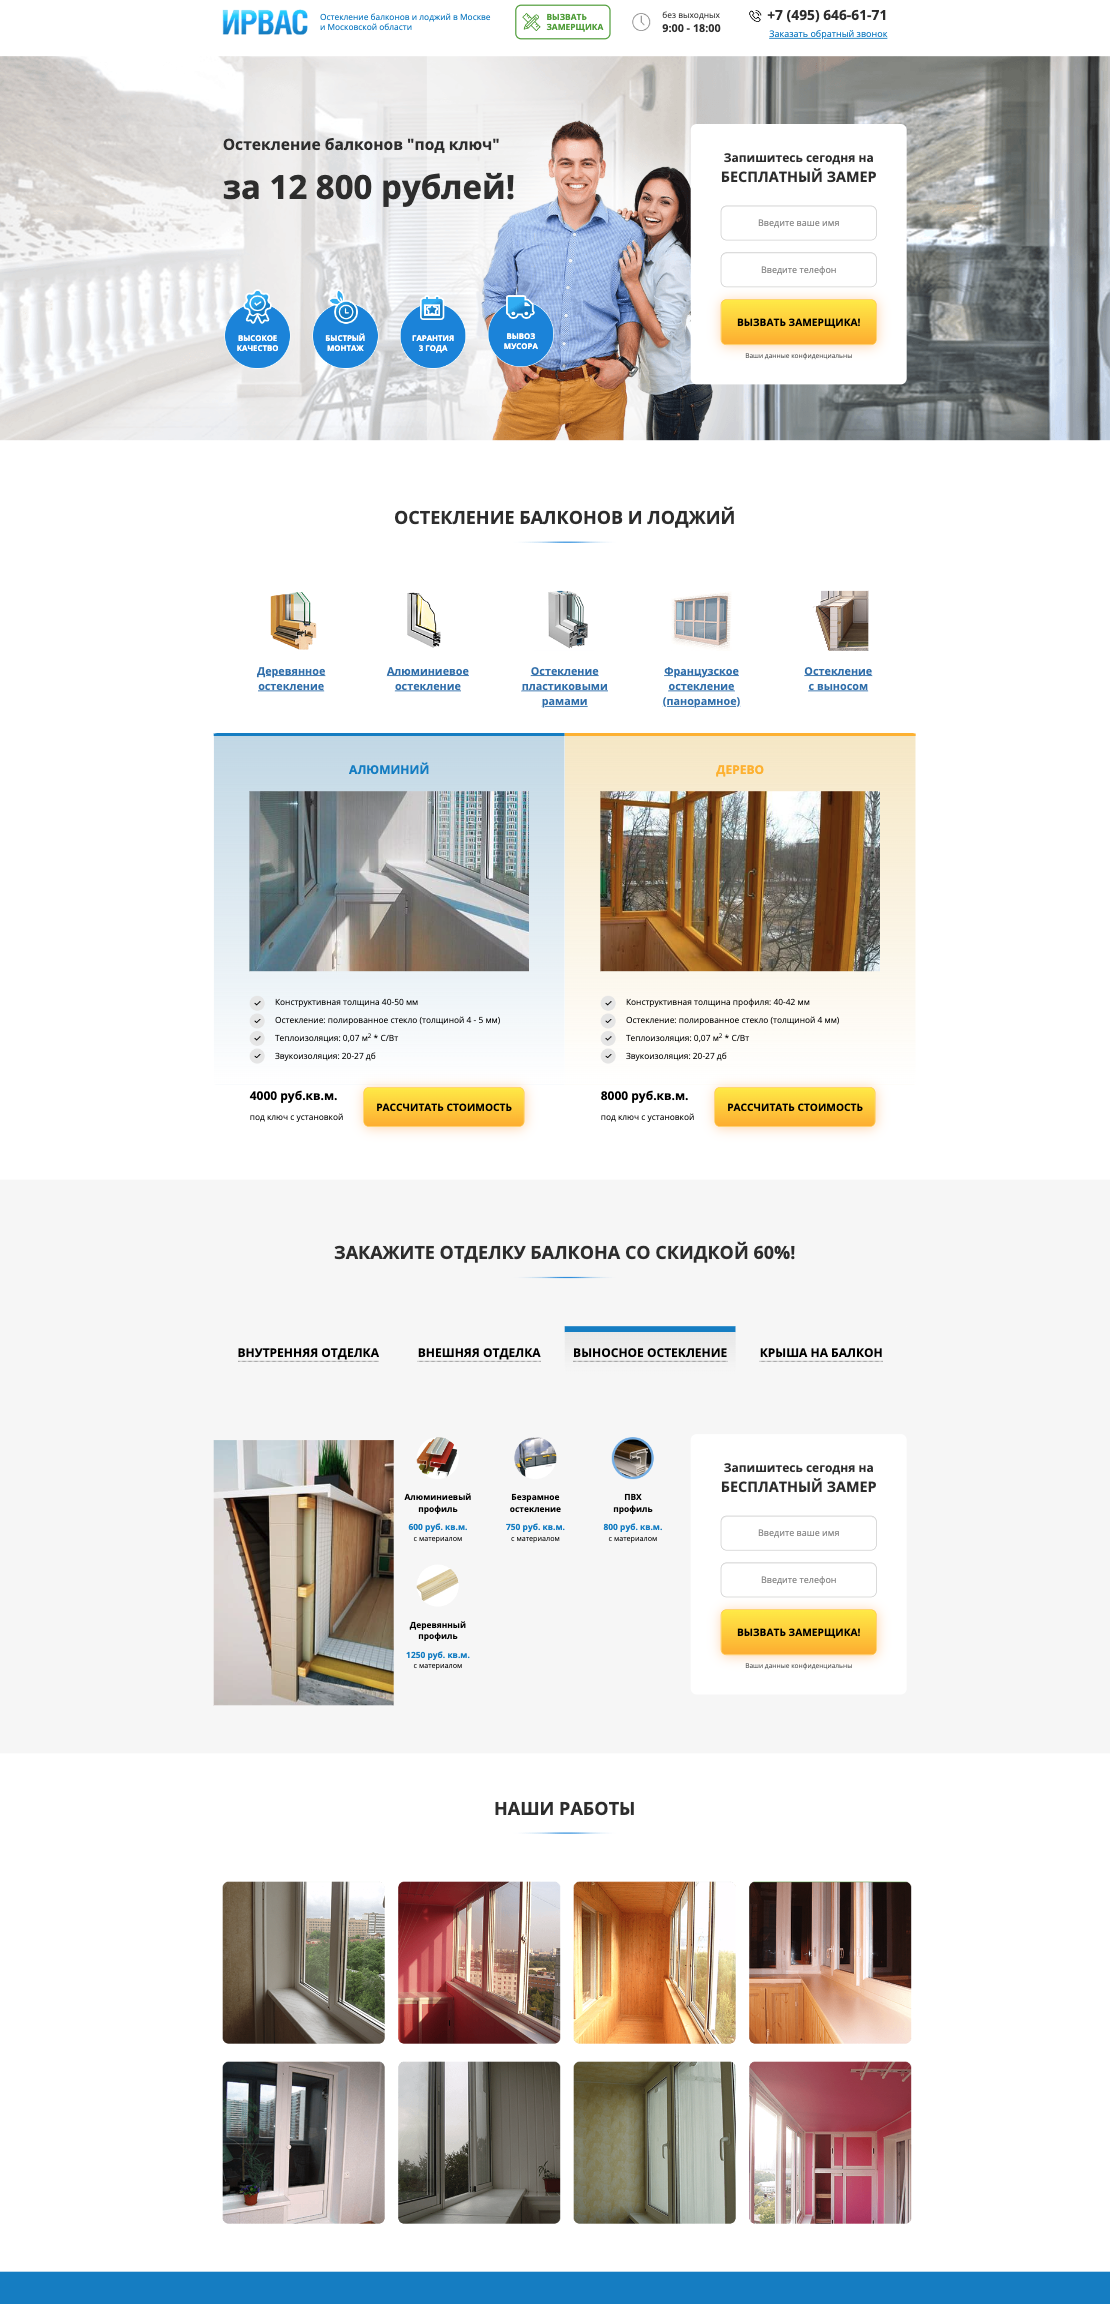 ИРВАС
Остекление балконов и лоджий в Москве
и Московской области
ВЫЗВАТЬ
ЗАМЕРЩИКА
без выходных
9:00 - 18:00
+7 (495) 646-61-71
Заказать обратный звонок
Остекление балконов "под ключ"
за 12 800 рублей!
ВЫСОКОЕ
КАЧЕСТВО
БЫСТРЫЙ
МОНТАЖ
ГАРАНТИЯ
3 ГОДА
ВЫВОЗ
МУСОРА
Запишитесь сегодня на
БЕСПЛАТНЫЙ ЗАМЕР
Введите ваше имя
Введите телефон
ВЫЗВАТЬ ЗАМЕРЩИКА!
Ваши данные конфиденциальны
ОСТЕКЛЕНИЕ БАЛКОНОВ И ЛОДЖИЙ
Деревянное
остекление
Алюминиевое
остекление
Остекление
пластиковыми
рамами
Французское
остекление
(панорамное)
Остекление
с выносом
АЛЮМИНИЙ
Конструктивная толщина 40-50 мм
Остекление: полированное стекло (толщиной 4 - 5 мм)
Теплоизоляция: 0,07 м² * С/Вт
Звукоизоляция: 20-27 дб
4000 руб.кв.м.
под ключ с установкой
РАССЧИТАТЬ СТОИМОСТЬ
ДЕРЕВО
Конструктивная толщина профиля: 40-42 мм
Остекление: полированное стекло (толщиной 4 мм)
Теплоизоляция: 0,07 м² * С/Вт
Звукоизоляция: 20-27 дб
8000 руб.кв.м.
под ключ с установкой
РАССЧИТАТЬ СТОИМОСТЬ
ЗАКАЖИТЕ ОТДЕЛКУ БАЛКОНА СО СКИДКОЙ 60%!
ВНУТРЕННЯЯ ОТДЕЛКА
ВНЕШНЯЯ ОТДЕЛКА
ВЫНОСНОЕ ОСТЕКЛЕНИЕ
КРЫША НА БАЛКОН
Алюминиевый
профиль
600 руб. кв.м.
с материалом
Безрамное
остекление
750 руб. кв.м.
с материалом
ПВХ
профиль
800 руб. кв.м.
с материалом
Деревянный
профиль
1250 руб. кв.м.
с материалом
Запишитесь сегодня на
БЕСПЛАТНЫЙ ЗАМЕР
Введите ваше имя
Введите телефон
ВЫЗВАТЬ ЗАМЕРЩИКА!
Ваши данные конфиденциальны
НАШИ РАБОТЫ